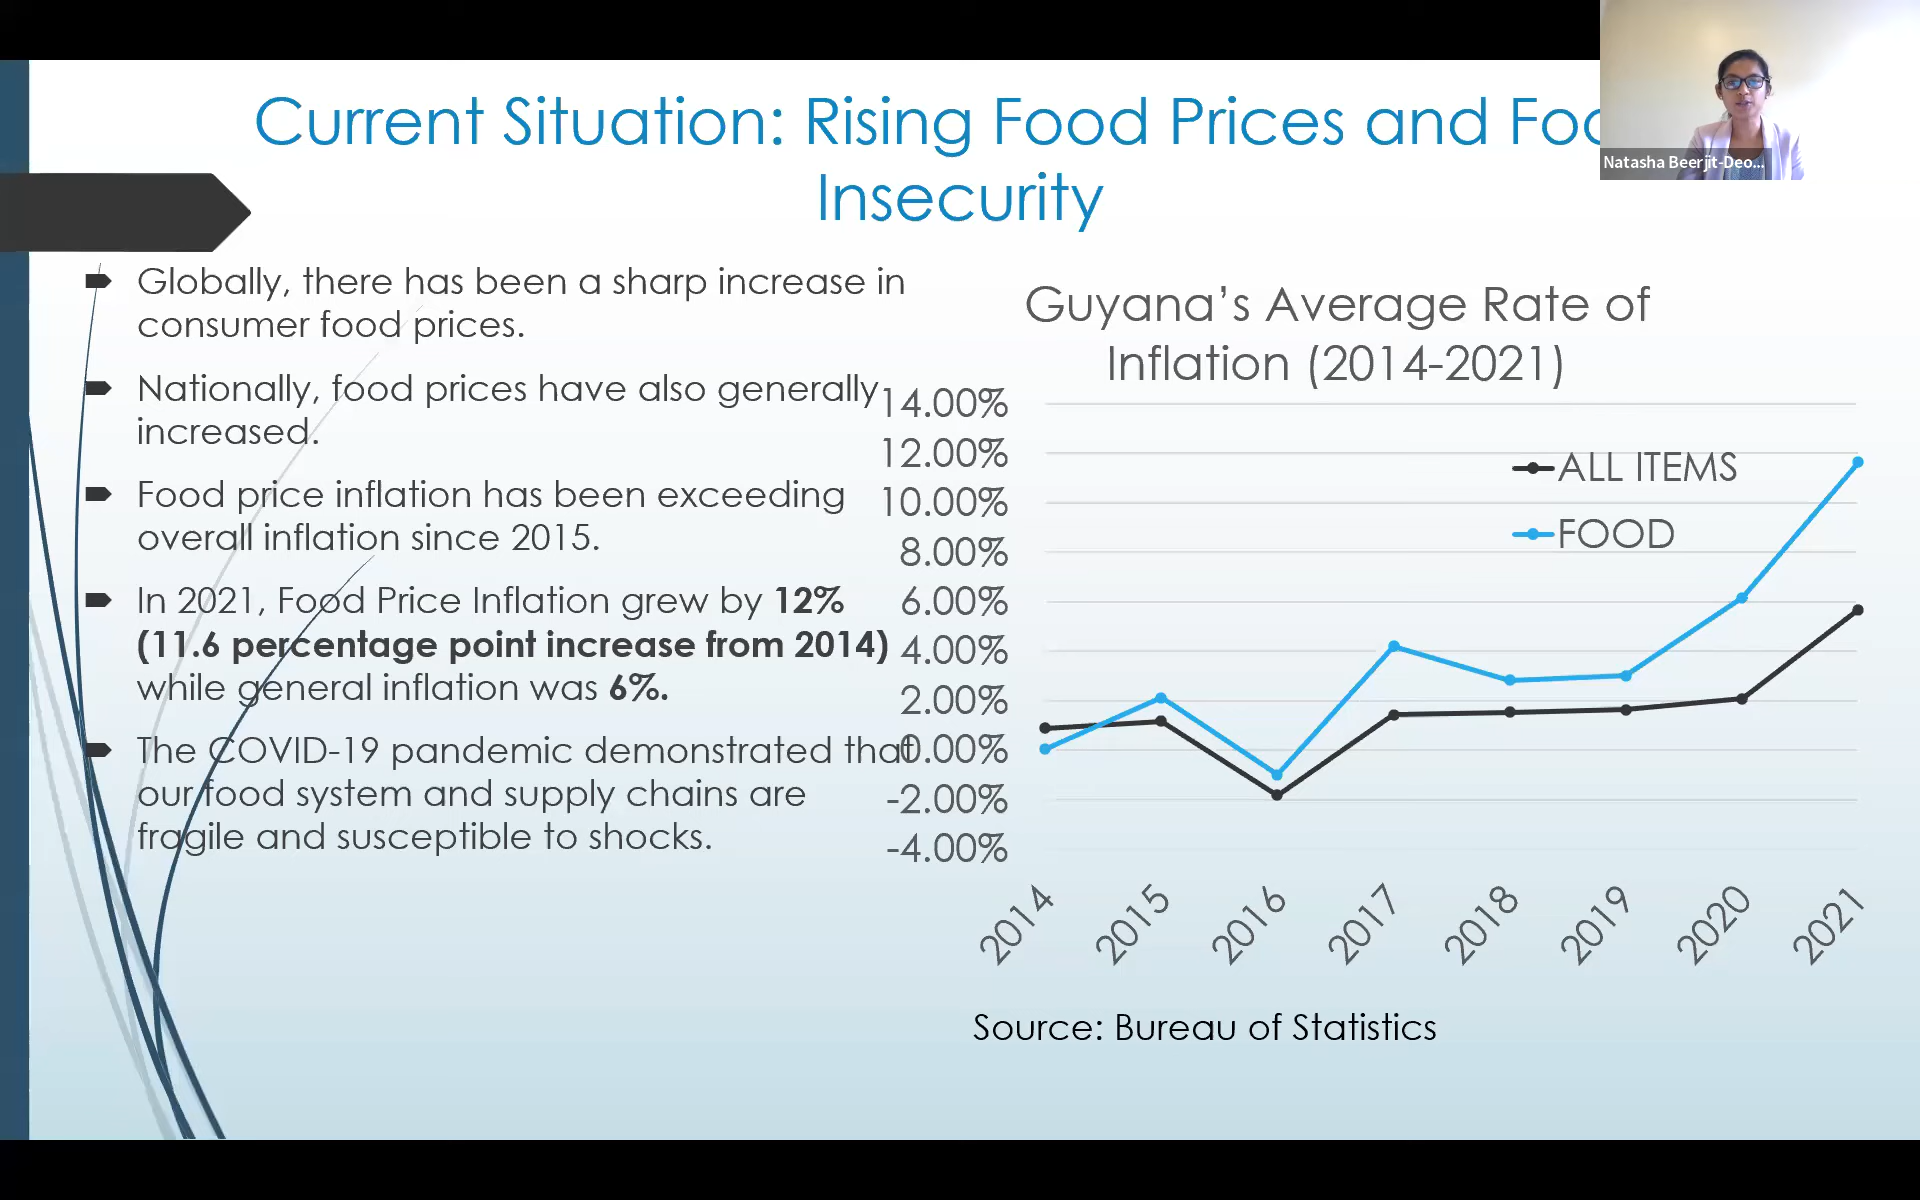 Current Situation: Rising Food Prices and Foo
Insecurity
Natasha Beerjit-Deo...
Globally, there has been a sharp increase in
consumer food prices.
Nationally, food prices have also generally
increased.
Food price inflation has been exceeding
overall inflation since 2015.
In 2021, Food Price Inflation grew by 12%
(11.6 percentage point increase from 2014)
while general inflation was 6%.
The COVID-19 pandemic demonstrated that
our food system and supply chains are
fragile and susceptible to shocks.
Guyana’s Average Rate of
Inflation (2014-2021)
14.00%
12.00%
10.00%
8.00%
6.00%
4.00%
2.00%
0.00%
-2.00%
-4.00%
ALL ITEMS
FOOD
2014
2015
2016
2017
2018
2019
2020
2021
Source: Bureau of Statistics